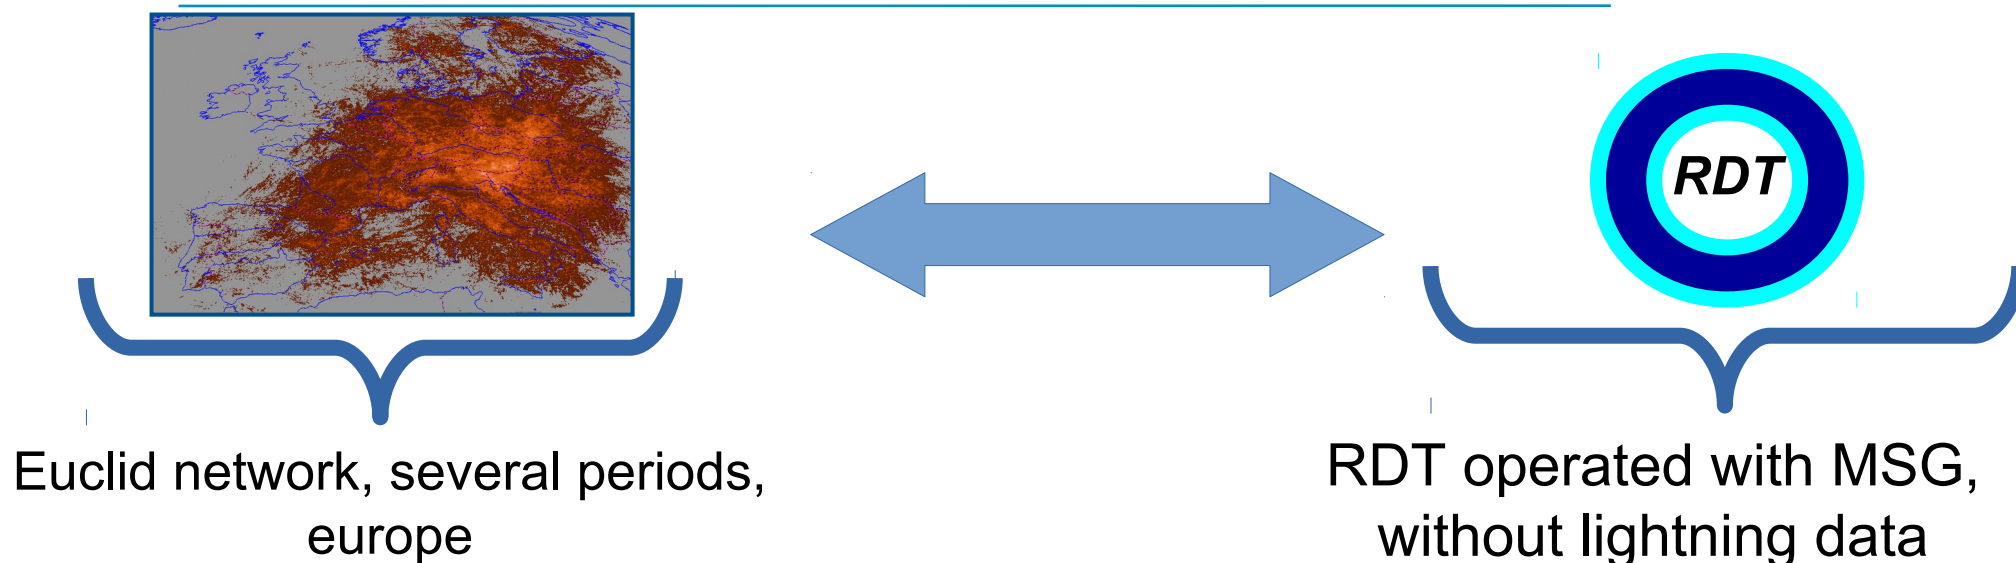 RDT
Euclid network, several periods,
europe
RDT operated with MSG,
without lightning data